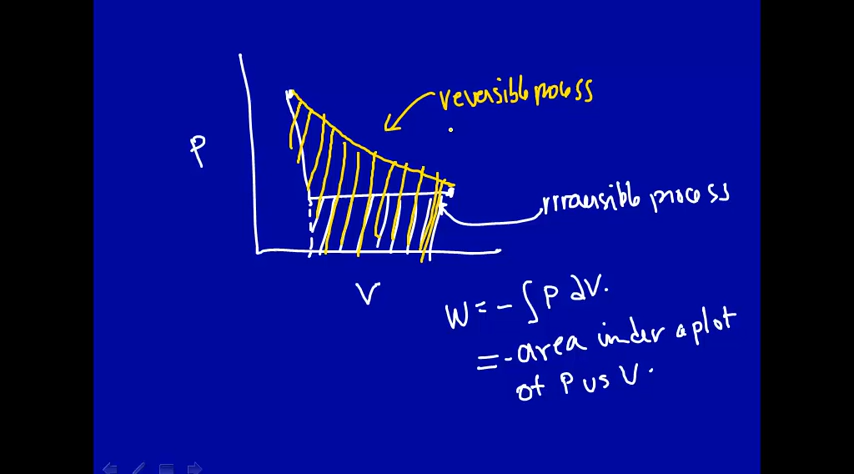 reversible process
P
irreversible process
V
W = - ∫ P dV.
= - area under a plot
of P vs V.